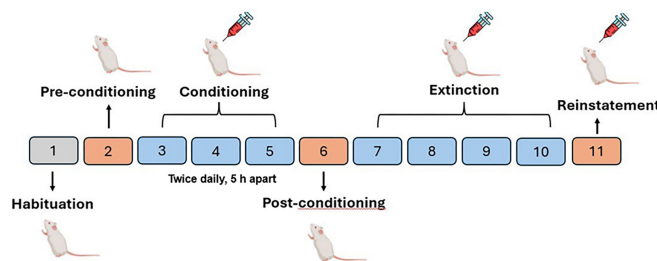 Pre-conditioning
Conditioning
Extinction
Reinstatement
1 2 3 4 5 6 7 8 9 10 11
Twice daily, 5 h apart
Habituation
Post-conditioning